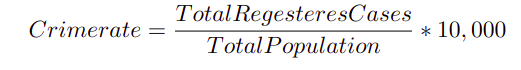 Crimerate = TotalRegesteresCases / TotalPopulation * 10,000